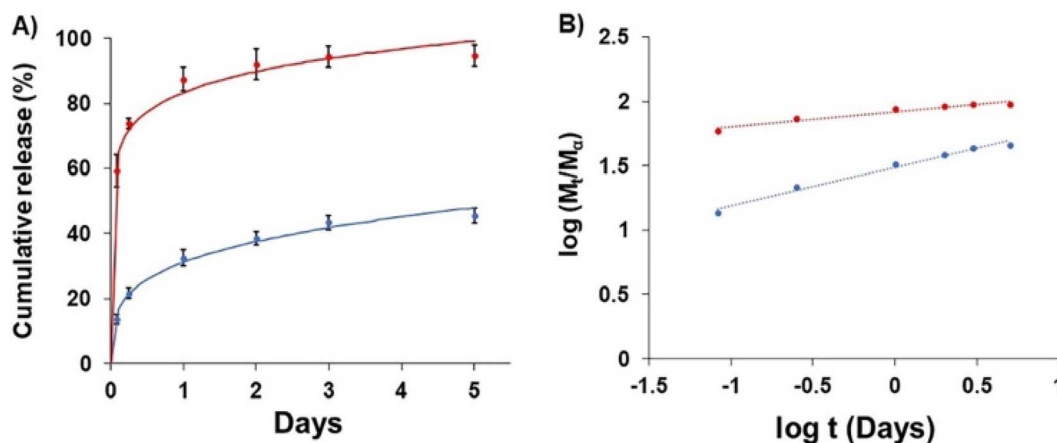 A)
Cumulative release (%)
100
80
60
40
20
0
0 1 2 3 4 5
Days
B)
log (Mt/Mα)
2.5
2
1.5
1
0.5
0
-1.5 -1 -0.5 0 0.5 1
log t (Days)